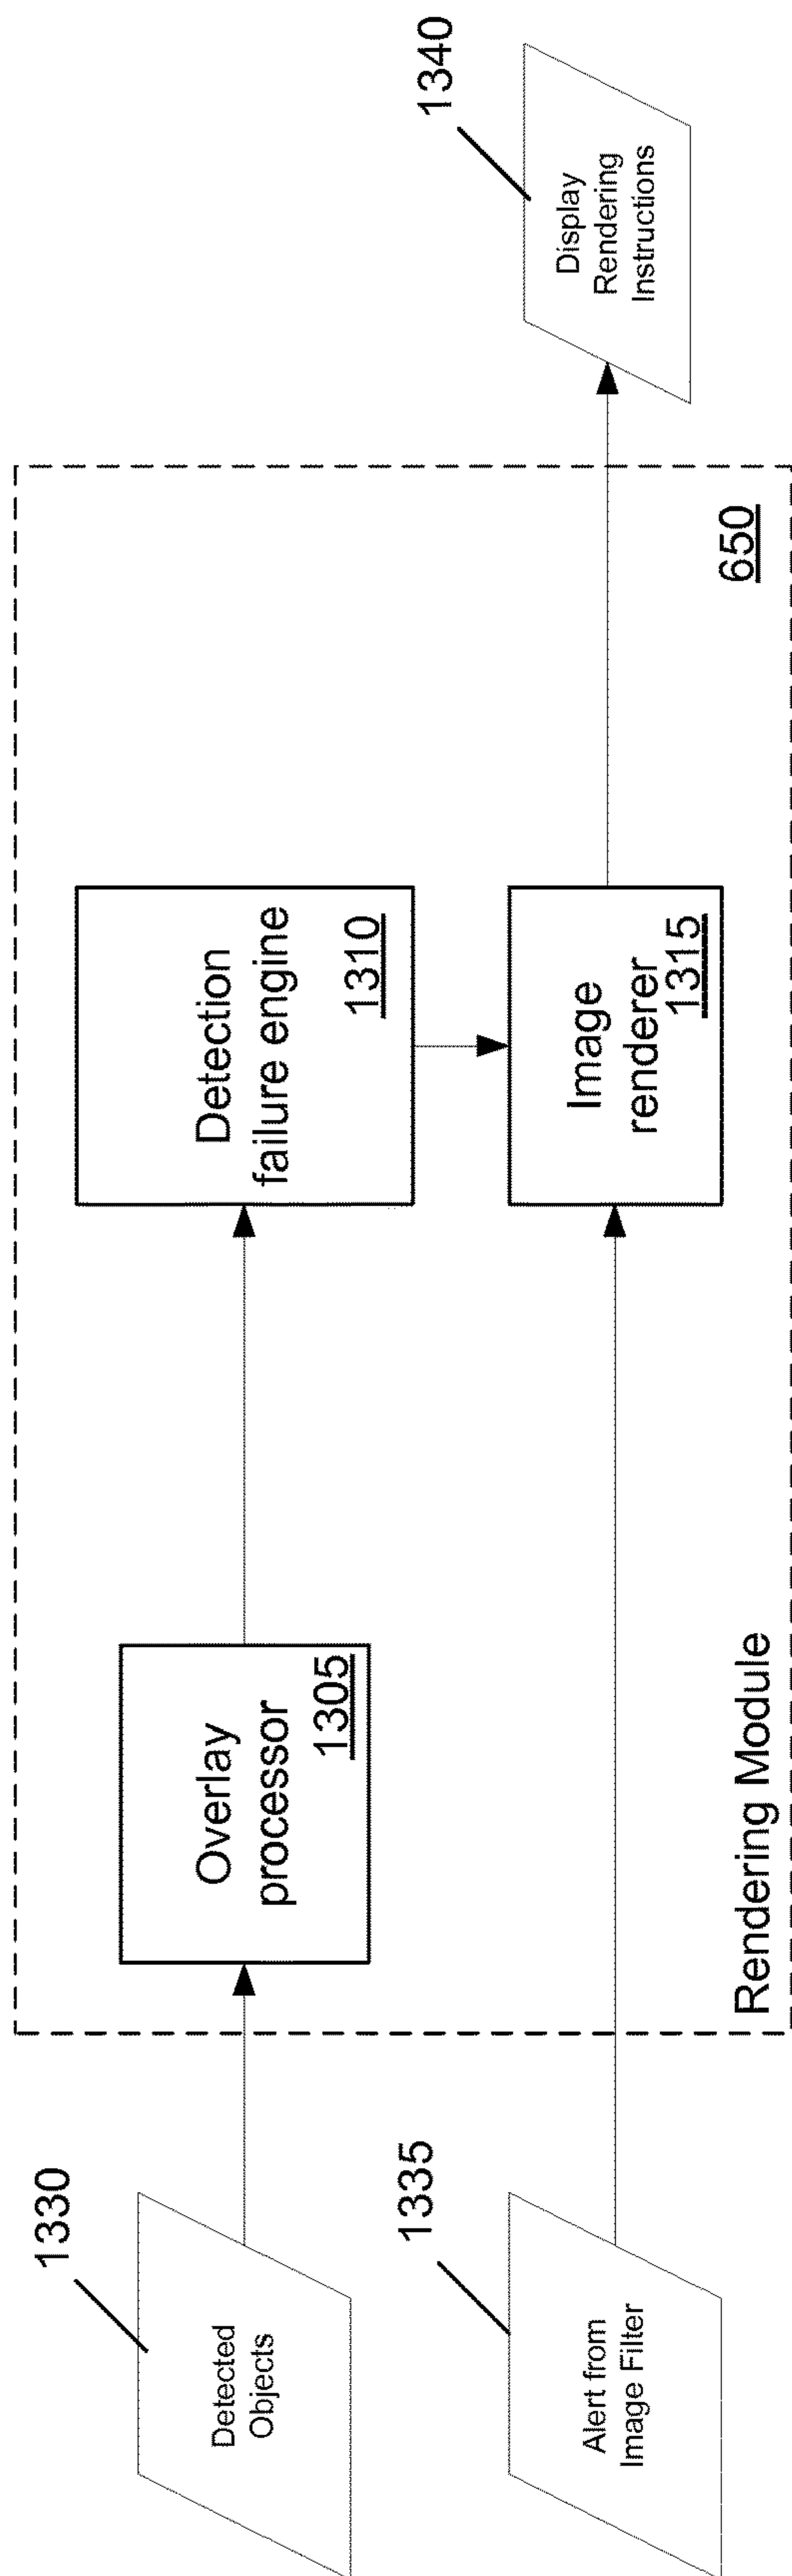 1330
Detected
Objects
1335
Alert from
Image Filter
Overlay
processor
1305
Detection
failure engine
1310
Image
renderer
1315
Rendering Module
650
1340
Display
Rendering
Instructions